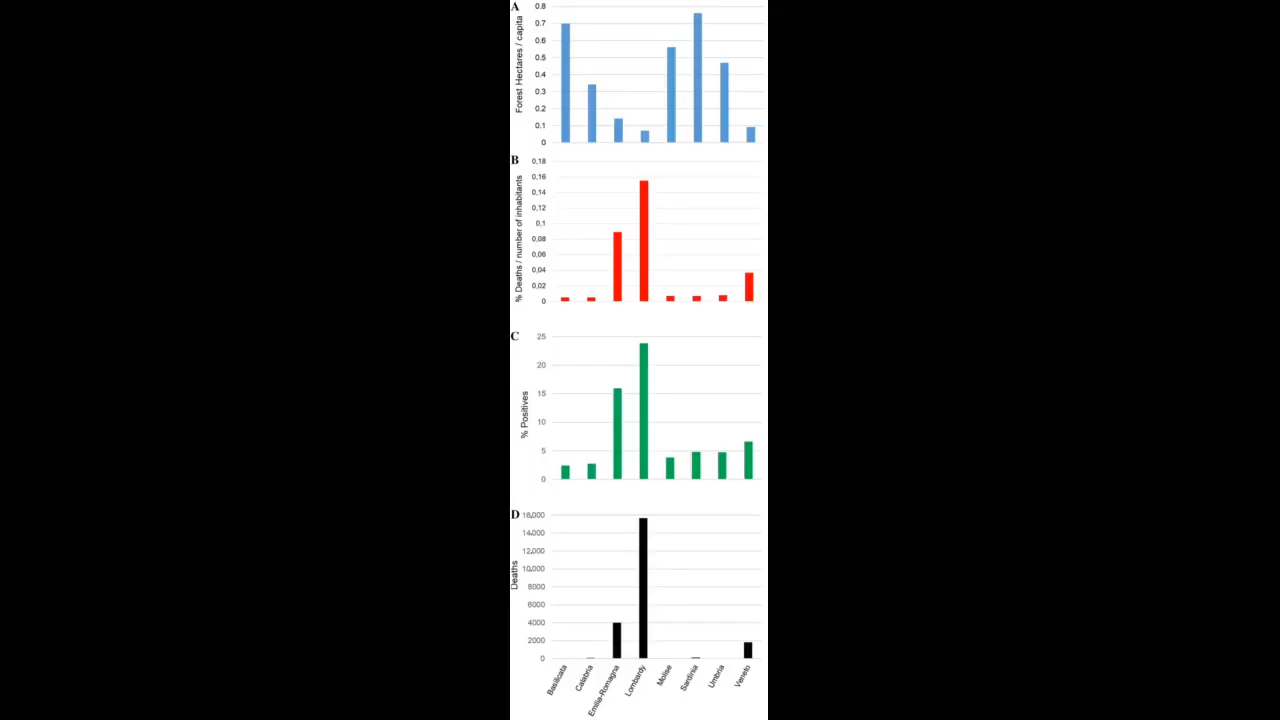 A
Forest Hectares / capita
0.8
0.7
0.6
0.5
0.4
0.3
0.2
0.1
0
B
% Deaths / number of inhabitants
0,18
0,16
0,14
0,12
0,1
0,08
0,06
0,04
0,02
0
C
% Positives
25
20
15
10
5
0
D
Deaths
16,000
14,000
12,000
10,000
8000
6000
4000
2000
0
Basilicata
Calabria
Emilia-Romagna
Lombardy
Molise
Sardinia
Umbria
Veneto